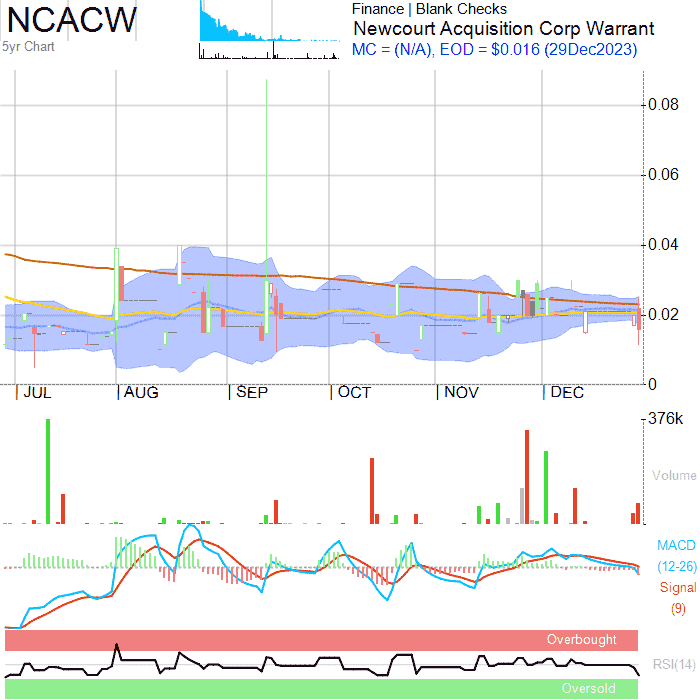 NCACW
5yr Chart
Finance | Blank Checks
Newcourt Acquisition Corp Warrant
MC = (N/A), EOD = $0.016 (29Dec2023)
0.08
0.06
0.04
0.02
0
JUL AUG SEP OCT NOV DEC
376k
Volume
MACD
(12-26)
Signal
(9)
Overbought
RSI(14)
Oversold